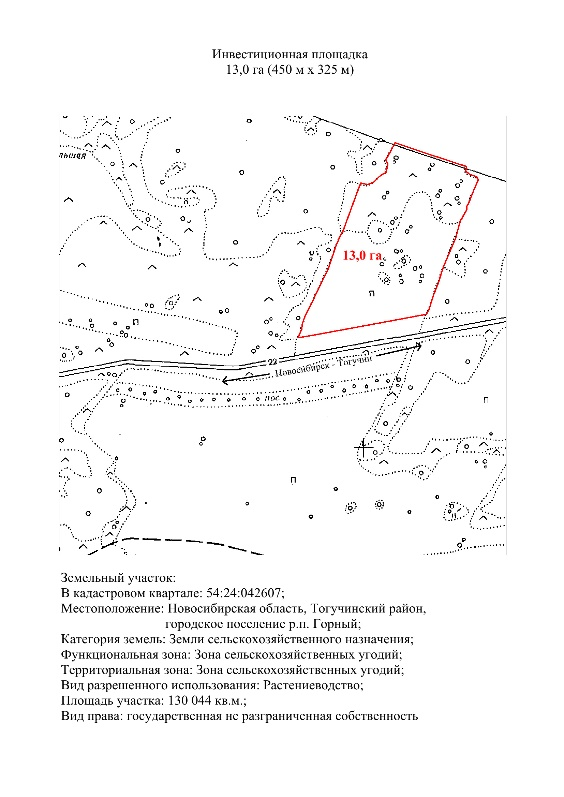 Инвестиционная площадка
13,0 га (450 м х 325 м)
льная
13,0 га
П
П
22
Новосибирск - Тогучин
пос
П
П
П
Земельный участок:
В кадастровом квартале: 54:24:042607;
Местоположение: Новосибирская область, Тогучинский район,
городское поселение р.п. Горный;
Категория земель: Земли сельскохозяйственного назначения;
Функциональная зона: Зона сельскохозяйственных угодий;
Территориальная зона: Зона сельскохозяйственных угодий;
Вид разрешенного использования: Растениеводство;
Площадь участка: 130 044 кв.м.;
Вид права: государственная не разграниченная собственность